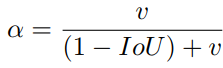 α = v / ((1 − IoU) + v)